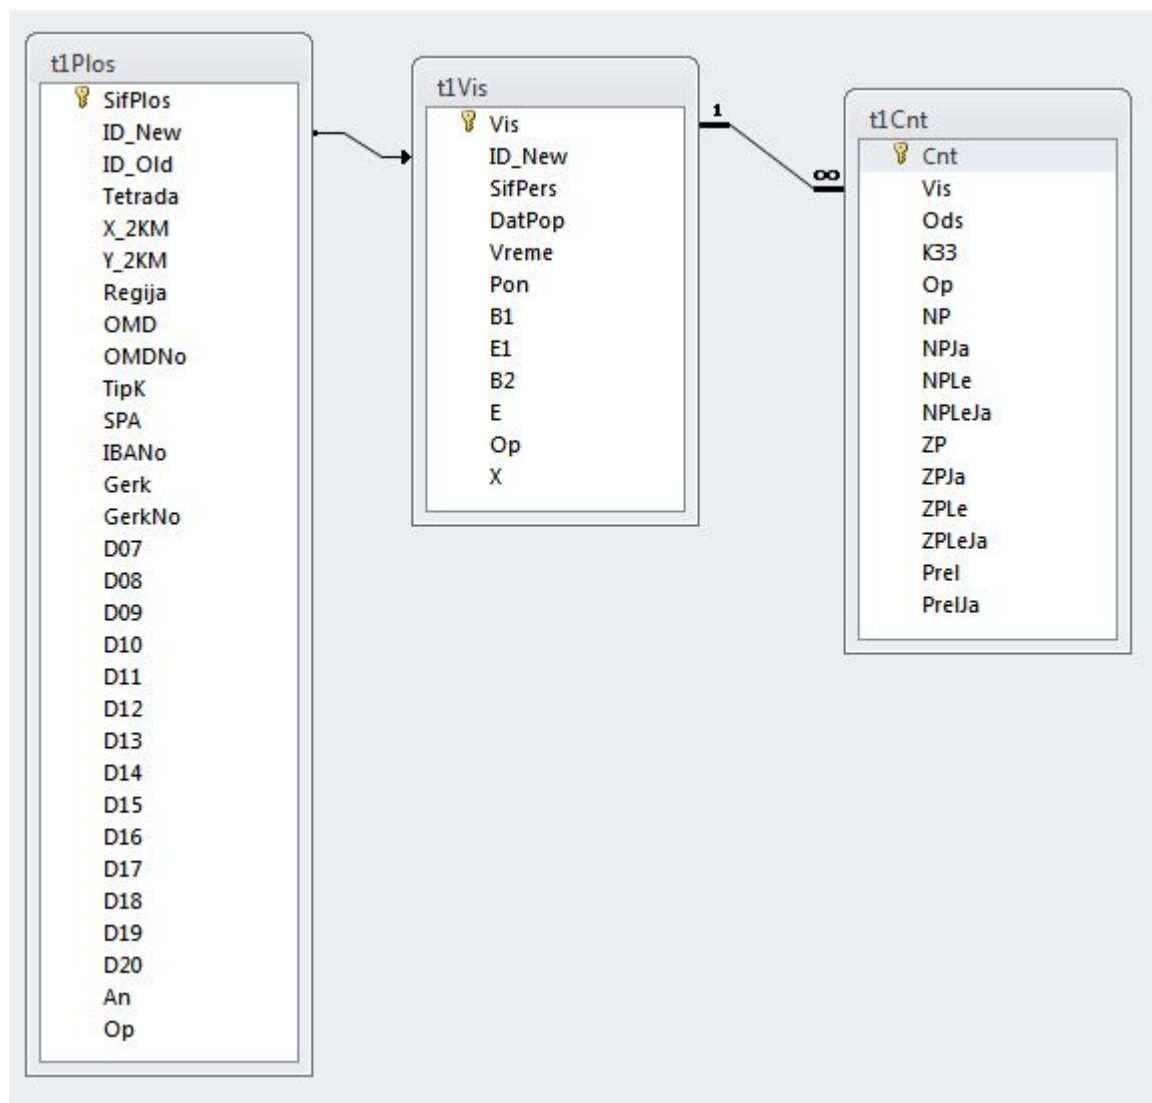 t1Plos
SifPlos
ID_New
ID_Old
Tetrada
X_2KM
Y_2KM
Regija
OMD
OMDNo
TipK
SPA
IBANo
Gerk
GerkNo
D07
D08
D09
D10
D11
D12
D13
D14
D15
D16
D17
D18
D19
D20
An
Op
t1Vis
Vis
ID_New
SifPers
DatPop
Vreme
Pon
B1
E1
B2
E
Op
X
1
∞
t1Cnt
Cnt
Vis
Ods
K33
Op
NP
NPJa
NPLe
NPLeJa
ZP
ZPJa
ZPLe
ZPLeJa
Prel
PrelJa